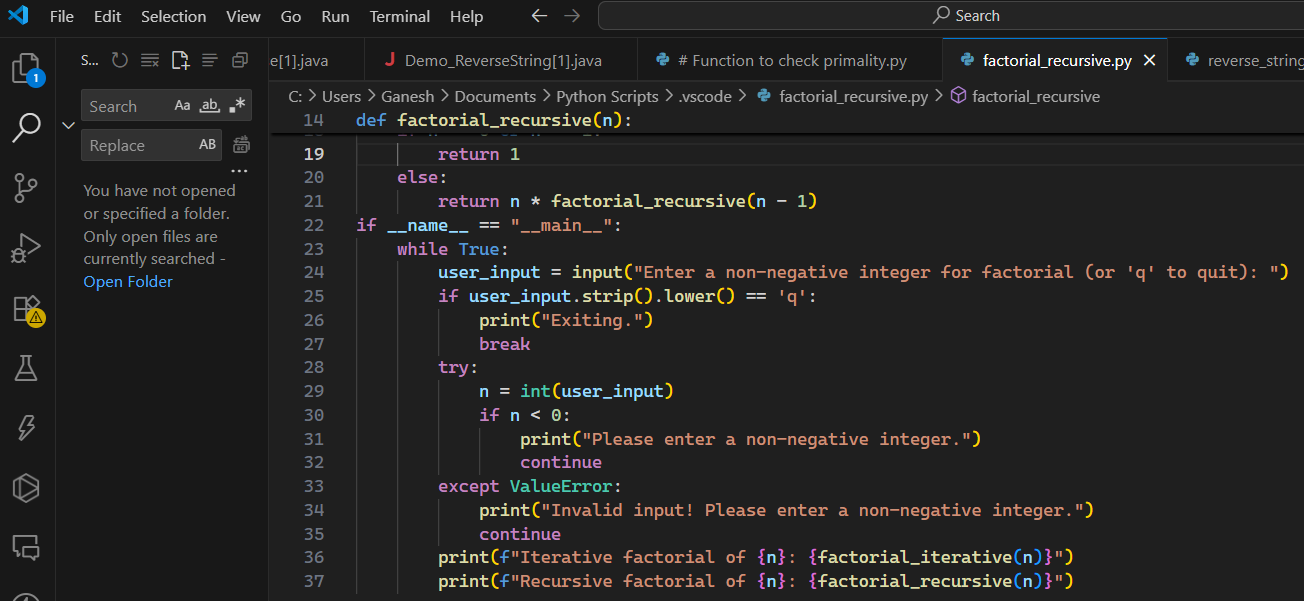 File Edit Selection View Go Run Terminal Help
Search
S...
e[1].java
J Demo_ReverseString[1].java
# Function to check primality.py
factorial_recursive.py
reverse_string
1
Search Aa ab
Replace AB
You have not opened
or specified a folder.
Only open files are
currently searched -
Open Folder
C: > Users > Ganesh > Documents > Python Scripts > .vscode > factorial_recursive.py > factorial_recursive
14 def factorial_recursive(n):
19 return 1
20 else:
21 return n * factorial_recursive(n - 1)
22 if __name__ == "__main__":
23 while True:
24 user_input = input("Enter a non-negative integer for factorial (or 'q' to quit): ")
25 if user_input.strip().lower() == 'q':
26 print("Exiting.")
27 break
28 try:
29 n = int(user_input)
30 if n < 0:
31 print("Please enter a non-negative integer.")
32 continue
33 except ValueError:
34 print("Invalid input! Please enter a non-negative integer.")
35 continue
36 print(f"Iterative factorial of {n}: {factorial_iterative(n)}")
37 print(f"Recursive factorial of {n}: {factorial_recursive(n)}")